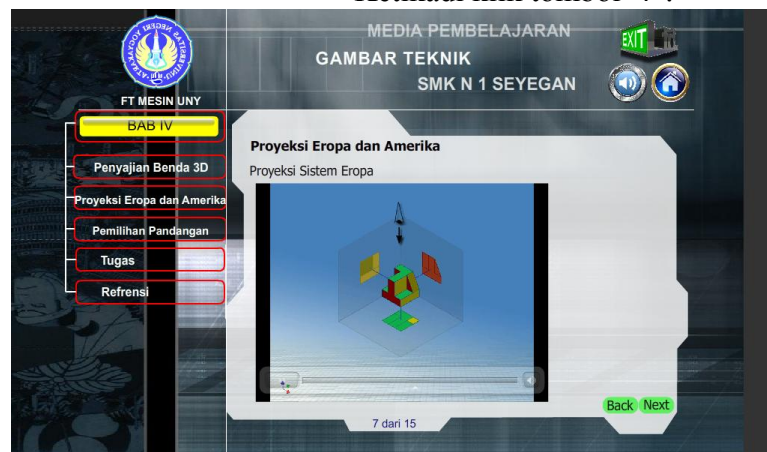 MEDIA PEMBELAJARAN
GAMBAR TEKNIK
SMK N 1 SEYEGAN
EXIT
FT MESIN UNY
BAB IV
Penyajian Benda 3D
Proyeksi Eropa dan Amerika
Pemilihan Pandangan
Tugas
Refrensi
Proyeksi Eropa dan Amerika
Proyeksi Sistem Eropa
Back Next
7 dari 15